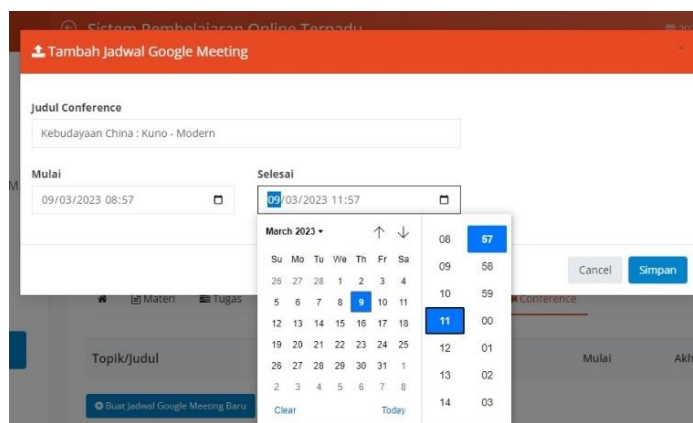 Sistem Pembelajaran Online Terpadu
Tambah Jadwal Google Meeting
Judul Conference
Kebudayaan China : Kuno - Modern
Mulai
Selesai
09/03/2023 08:57
09/03/2023 11:57
March 2023
Su Mo Tu We Th Fr Sa
26 27 28 1 2 3 4
5 6 7 8 9 10 11
12 13 14 15 16 17 18
19 20 21 22 23 24 25
26 27 28 29 30 31 1
2 3 4 5 6 7 8
Clear Today
08 57
09 58
10 59
11 00
12 01
13 02
14 03
Cancel Simpan
Materi Tugas Conference
Topik/Judul Mulai Akh
Buat Jadwal Google Meeting Baru